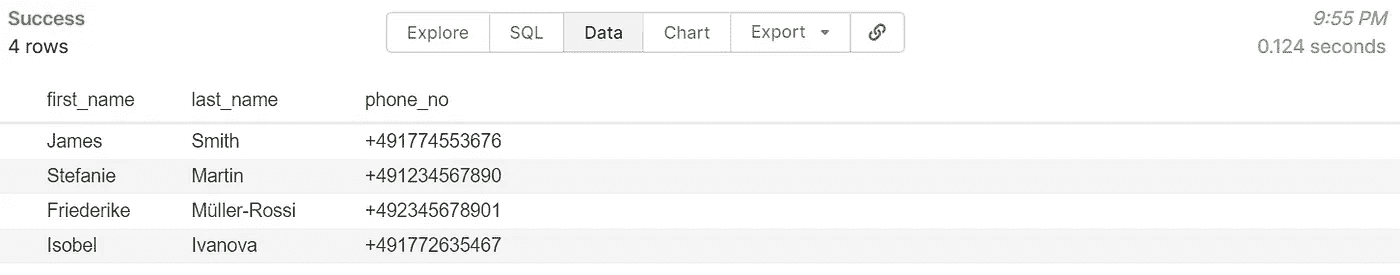 Success Explore SQL Data Chart Export 9:55 PM
4 rows 0.124 seconds
first_name last_name phone_no
James Smith +491774553676
Stefanie Martin +491234567890
Friederike Müller-Rossi +492345678901
Isobel Ivanova +491772635467